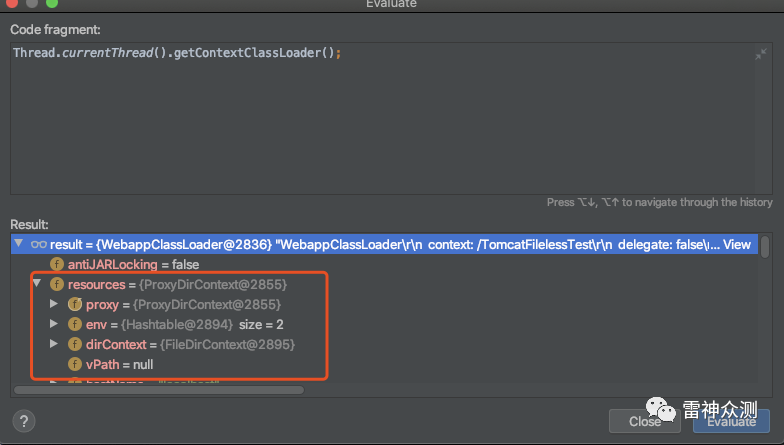 Evaluate
Code fragment:
Thread.currentThread().getContextClassLoader();
Press ⌥↓, ⌥↑ to navigate through the history
Result:
result = {WebappClassLoader@2836} "WebappClassLoader\r\n context: /TomcatFilelessTest\r\n delegate: false\r... View
f antiJARLocking = false
f resources = {ProxyDirContext@2855}
f proxy = {ProxyDirContext@2855}
f env = {Hashtable@2894} size = 2
f dirContext = {FileDirContext@2895}
f vPath = null
?
Close
Evaluate
雷神众测